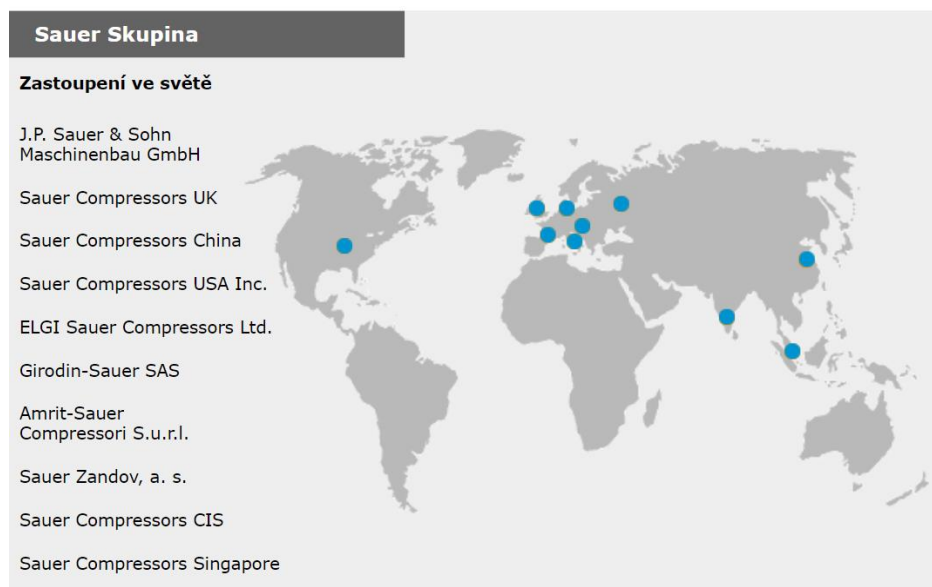 Sauer Skupina
Zastoupení ve světě
J.P. Sauer & Sohn
Maschinenbau GmbH
Sauer Compressors UK
Sauer Compressors China
Sauer Compressors USA Inc.
ELGI Sauer Compressors Ltd.
Girodin-Sauer SAS
Amrit-Sauer
Compressori S.u.r.l.
Sauer Zandov, a. s.
Sauer Compressors CIS
Sauer Compressors Singapore